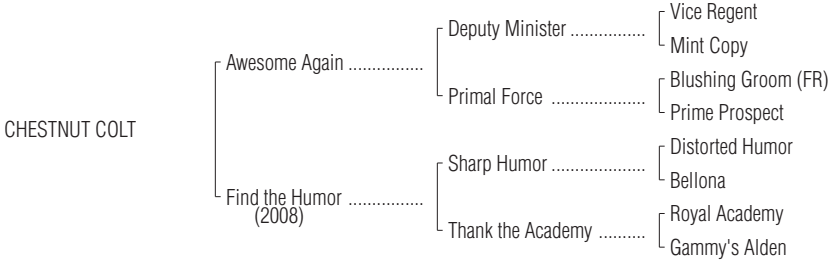 Vice Regent
Deputy Minister ................
Mint Copy
Awesome Again ................
Blushing Groom (FR)
Primal Force ....................
Prime Prospect
CHESTNUT COLT
Distorted Humor
Sharp Humor ....................
Bellona
Find the Humor ................
(2008)
Royal Academy
Thank the Academy ..........
Gammy's Alden